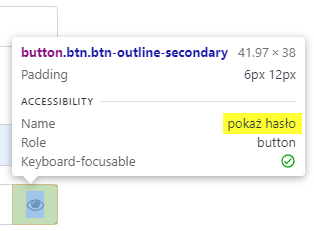 button.btn.btn-outline-secondary 41.97 × 38
Padding 6px 12px
ACCESSIBILITY
Name pokaż hasło
Role button
Keyboard-focusable